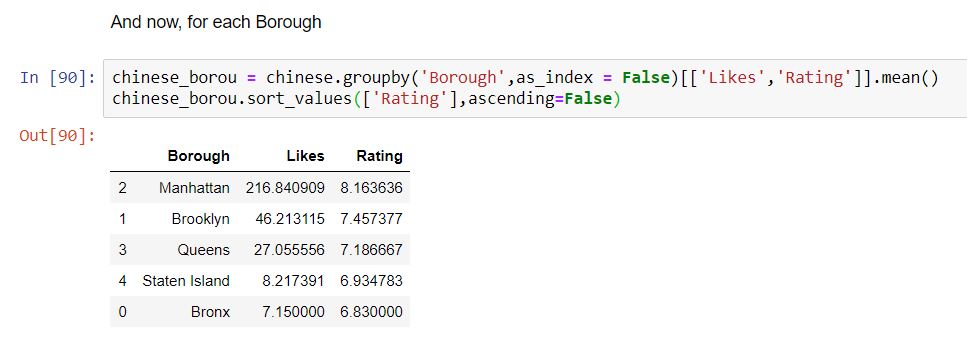 And now, for each Borough
In [90]: chinese_borou = chinese.groupby('Borough',as_index = False)[['Likes','Rating']].mean()
chinese_borou.sort_values(['Rating'],ascending=False)
Out[90]:
Borough Likes Rating
2 Manhattan 216.840909 8.163636
1 Brooklyn 46.213115 7.457377
3 Queens 27.055556 7.186667
4 Staten Island 8.217391 6.934783
0 Bronx 7.150000 6.830000